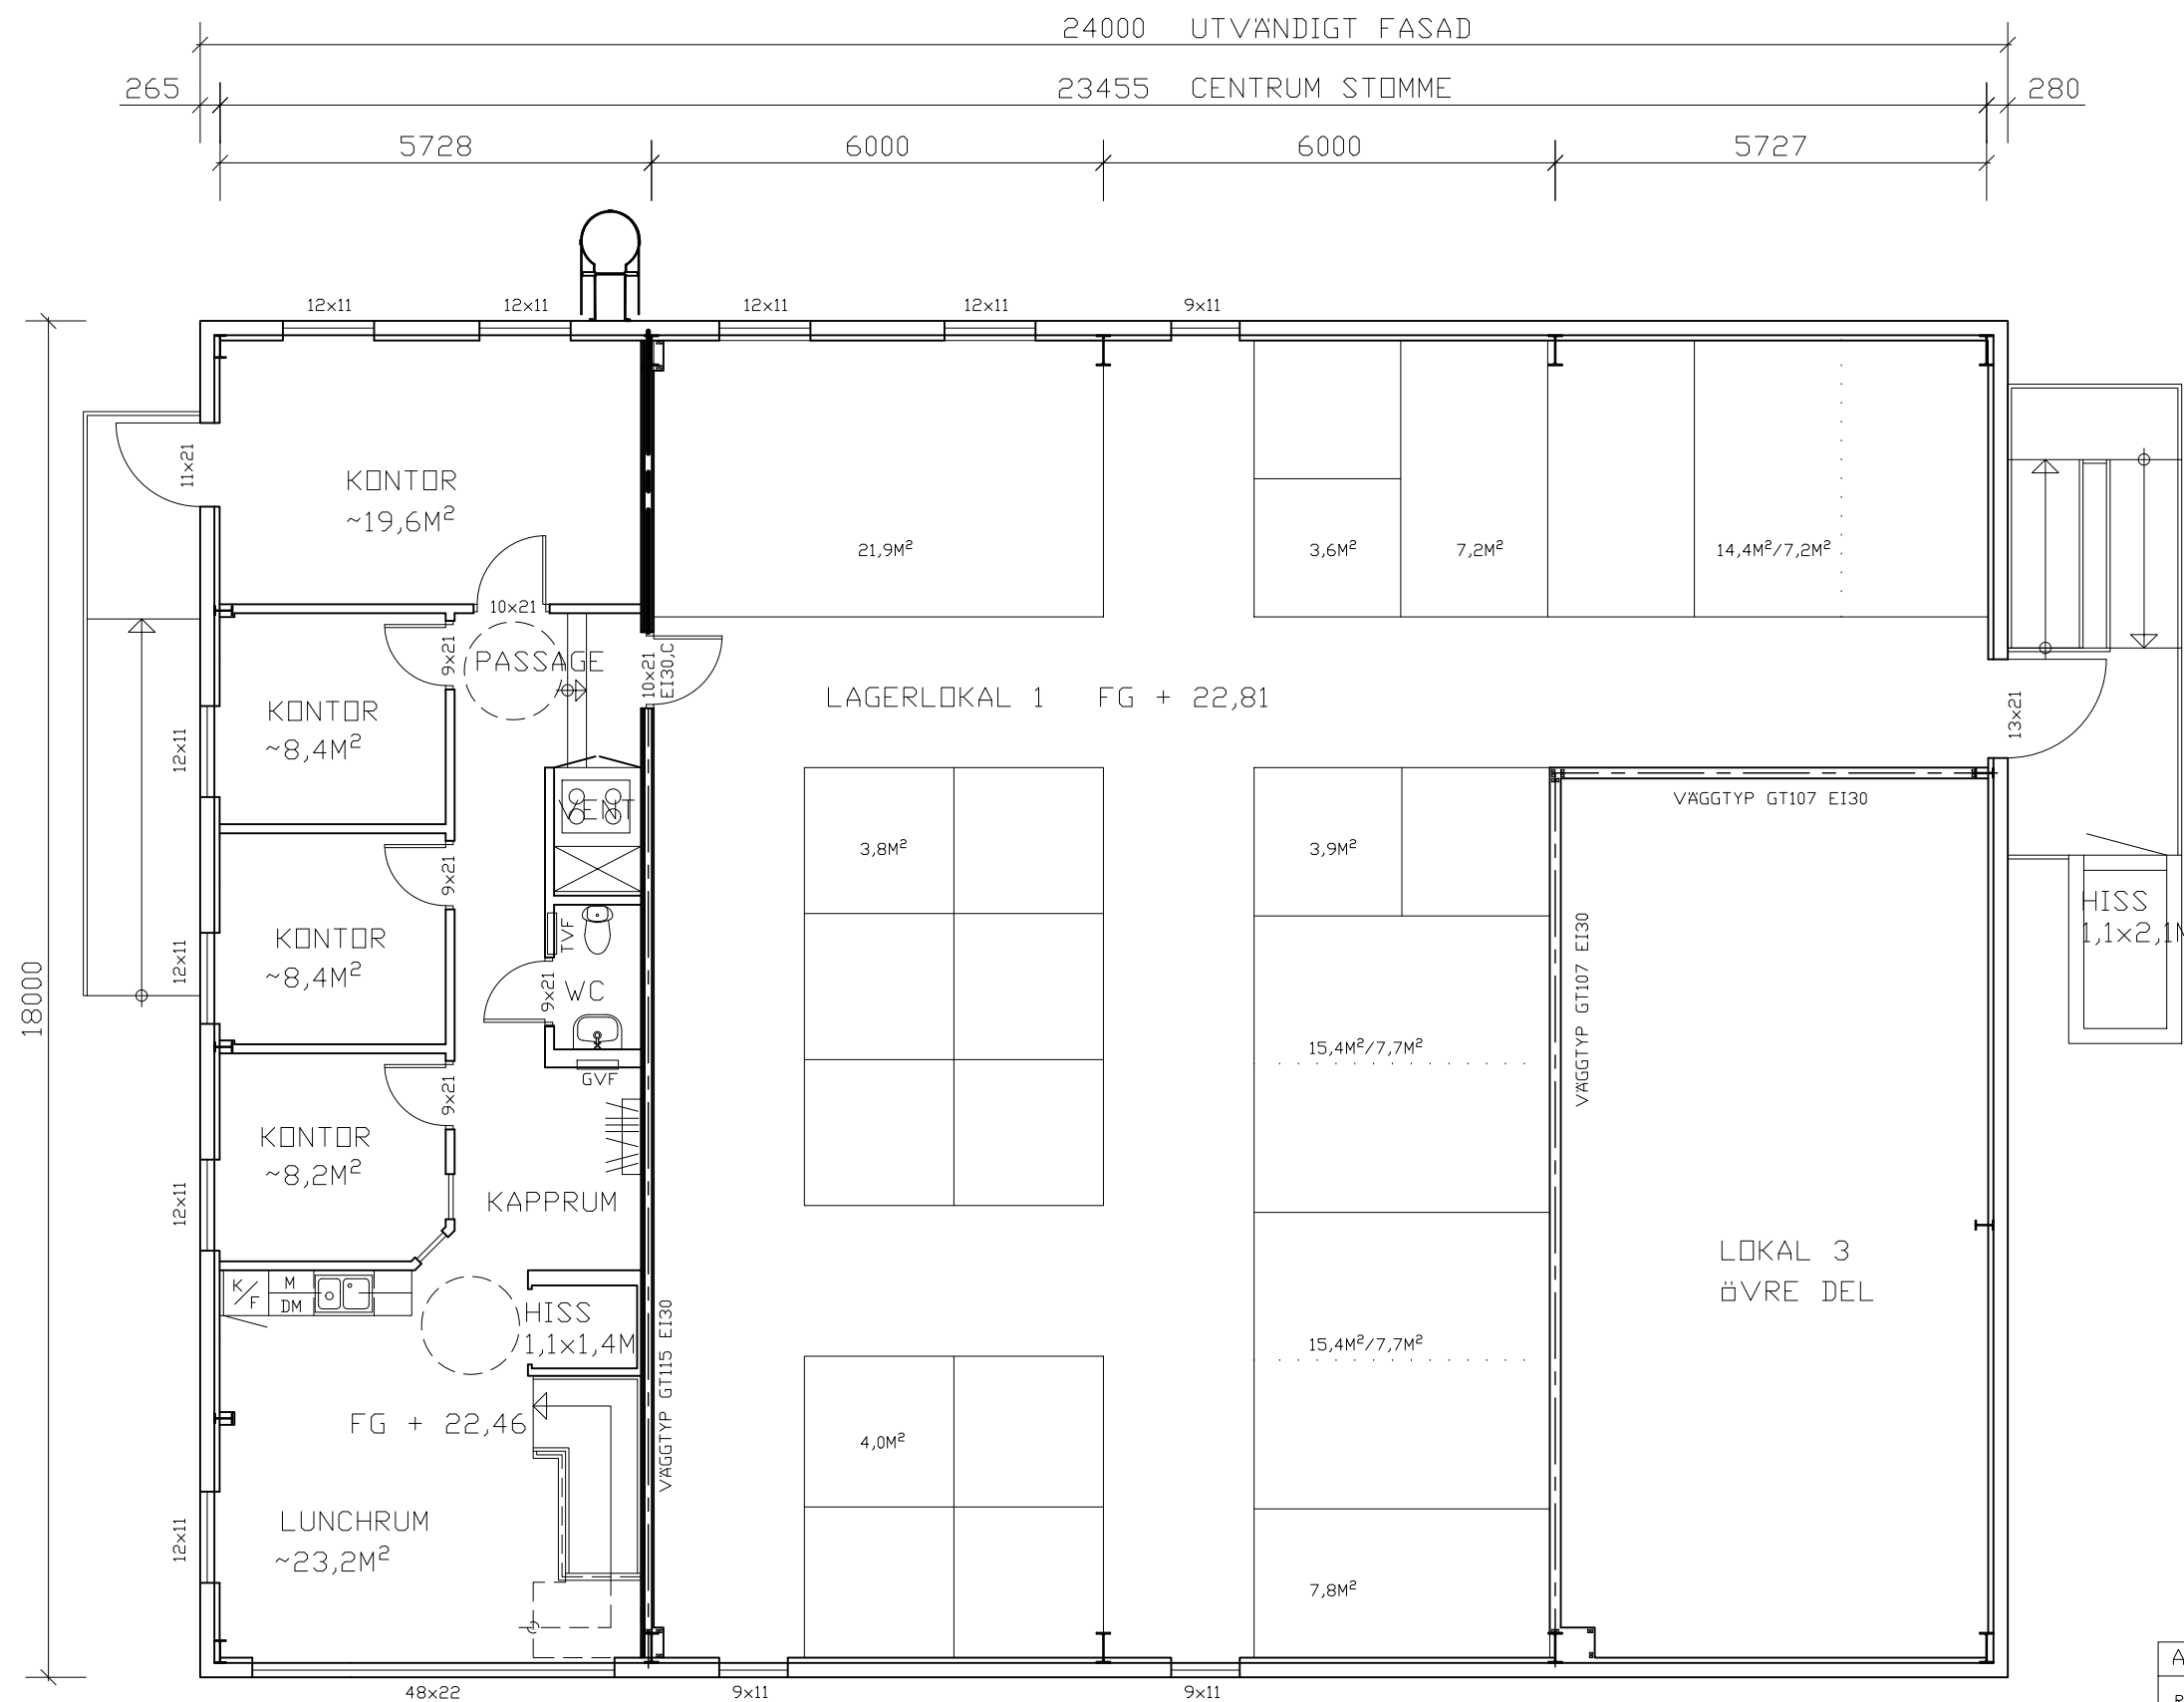 24000 UTVÄNDIGT FASAD
265
23455 CENTRUM STOMME
280
5728
6000
6000
5727
12x11
12x11
12x11
12x11
9x11
11x21
KONTOR
~19,6M²
21,9M²
3,6M²
7,2M²
14,4M²/7,2M²
10x21
9x21
PASSAGE
10x21
EI30,C
LAGERLOKAL 1 FG + 22,81
13x21
KONTOR
~8,4M²
12x11
VENT
VÄGGTYP GT107 EI30
3,8M²
3,9M²
9x21
HISS
1,1x2,1M
TVF
KONTOR
~8,4M²
12x11
9x21
WC
VÄGGTYP GT107 EI30
18000
15,4M²/7,7M²
GVF
9x21
KONTOR
~8,2M²
12x11
KAPPRUM
LOKAL 3
ÖVRE DEL
K/F
M
DM
HISS
1,1x1,4M
15,4M²/7,7M²
VÄGGTYP GT115 EI30
FG + 22,46
4,0M²
LUNCHRUM
~23,2M²
12x11
7,8M²
48x22
9x11
9x11